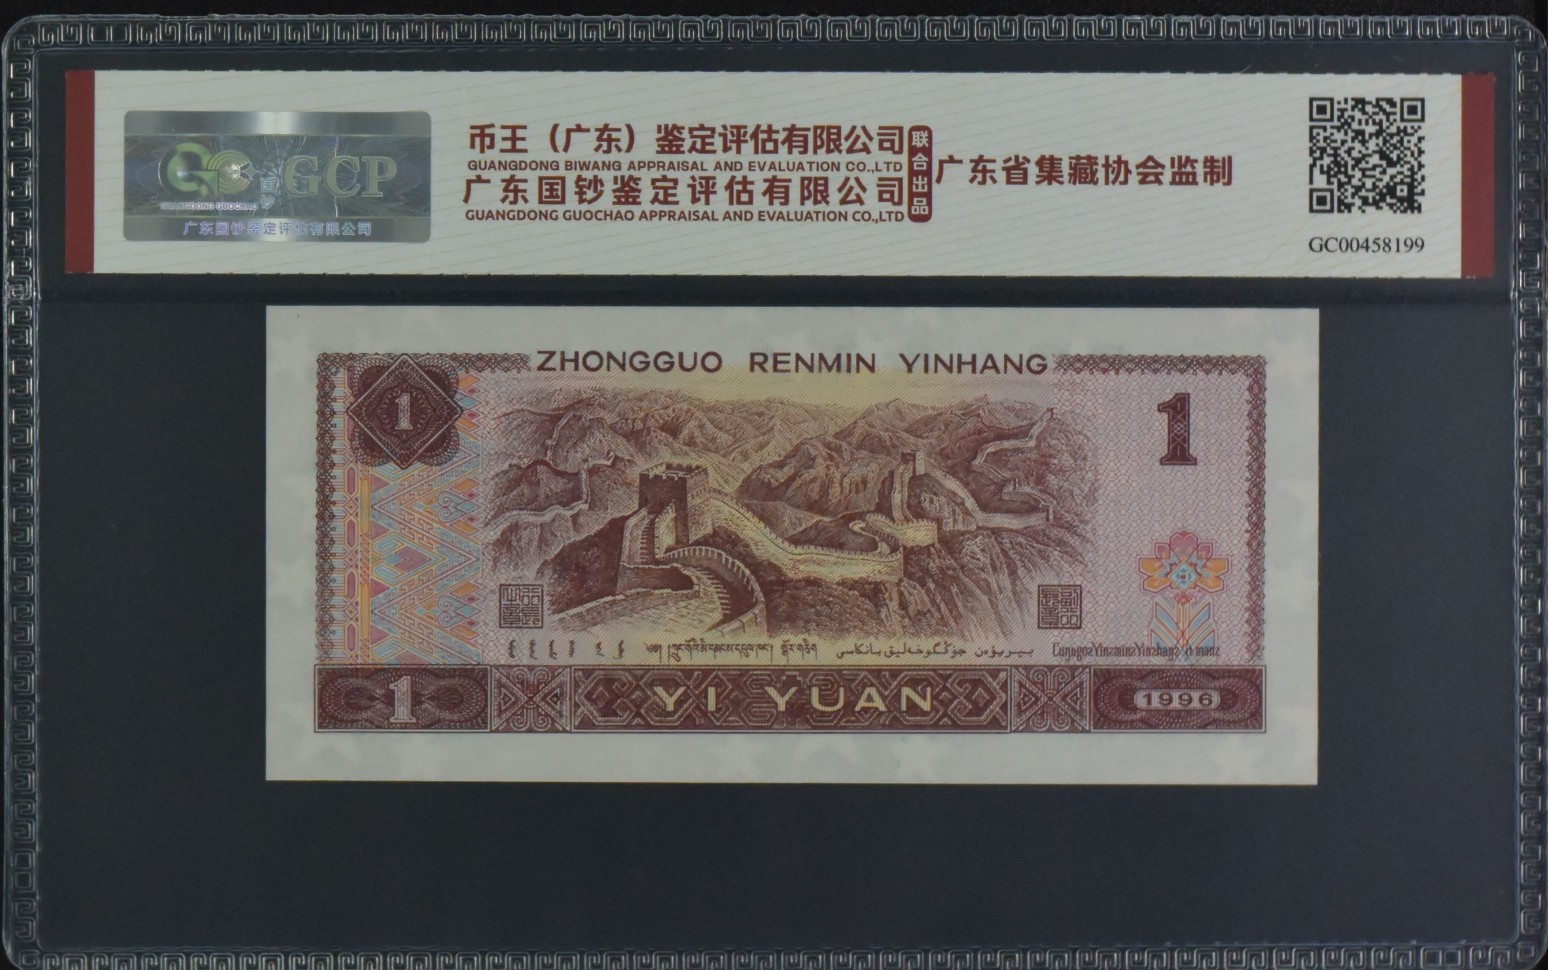 GCP
GUANGDONG GUOCHAO
广东国钞鉴定评估有限公司
币王（广东）鉴定评估有限公司
GUANGDONG BIWANG APPRAISAL AND EVALUATION CO.,LTD
广东国钞鉴定评估有限公司
GUANGDONG GUOCHAO APPRAISAL AND EVALUATION CO.,LTD
联合出品
广东省集藏协会监制
GC00458199
ZHONGGUO RENMIN YINHANG
1
1
1
YI YUAN
1996